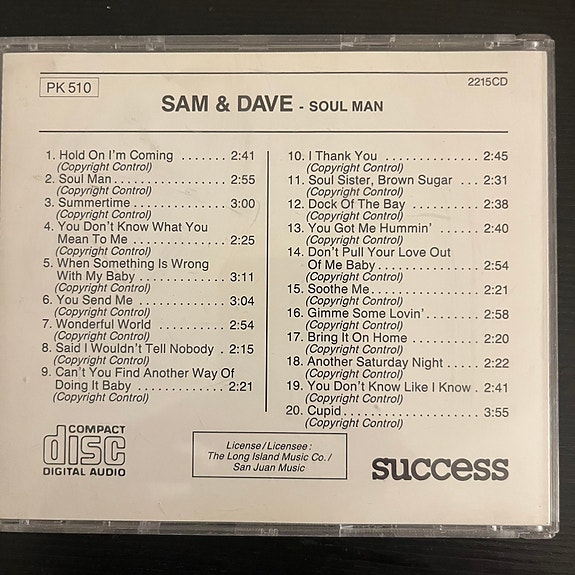 PK 510
2215CD
SAM & DAVE - SOUL MAN
1. Hold On I'm Coming ....... 2:41
(Copyright Control)
2. Soul Man ................ 2:55
(Copyright Control)
3. Summertime .............. 3:00
(Copyright Control)
4. You Don't Know What You
Mean To Me .............. 2:25
(Copyright Control)
5. When Something Is Wrong
With My Baby ............. 3:11
(Copyright Control)
6. You Send Me ............. 3:04
(Copyright Control)
7. Wonderful World .......... 2:54
(Copyright Control)
8. Said I Wouldn't Tell Nobody . 2:15
(Copyright Control)
9. Can't You Find Another Way Of
Doing It Baby .............. 2:21
(Copyright Control)
10. I Thank You .............. 2:45
(Copyright Control)
11. Soul Sister, Brown Sugar ... 2:31
(Copyright Control)
12. Dock Of The Bay .......... 2:38
(Copyright Control)
13. You Got Me Hummin' ....... 2:40
(Copyright Control)
14. Don't Pull Your Love Out
Of Me Baby .............. 2:54
(Copyright Control)
15. Soothe Me ............... 2:21
(Copyright Control)
16. Gimme Some Lovin' ........ 2:58
(Copyright Control)
17. Bring It On Home .......... 2:20
(Copyright Control)
18. Another Saturday Night ..... 2:22
(Copyright Control)
19. You Don't Know Like I Know . 2:41
(Copyright Control)
20. Cupid ................... 3:55
(Copyright Control)
COMPACT
disc
DIGITAL AUDIO
License / Licensee :
The Long Island Music Co. /
San Juan Music
success